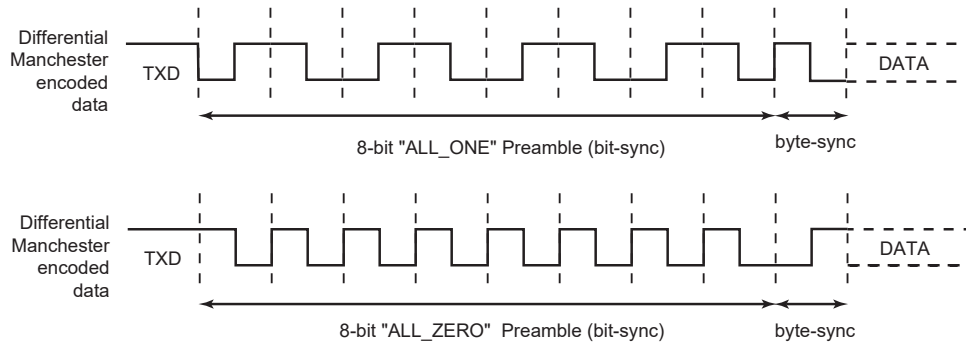 Differential
Manchester
encoded
data
TXD
DATA
8-bit "ALL_ONE" Preamble (bit-sync)
byte-sync
Differential
Manchester
encoded
data
TXD
DATA
8-bit "ALL_ZERO" Preamble (bit-sync)
byte-sync